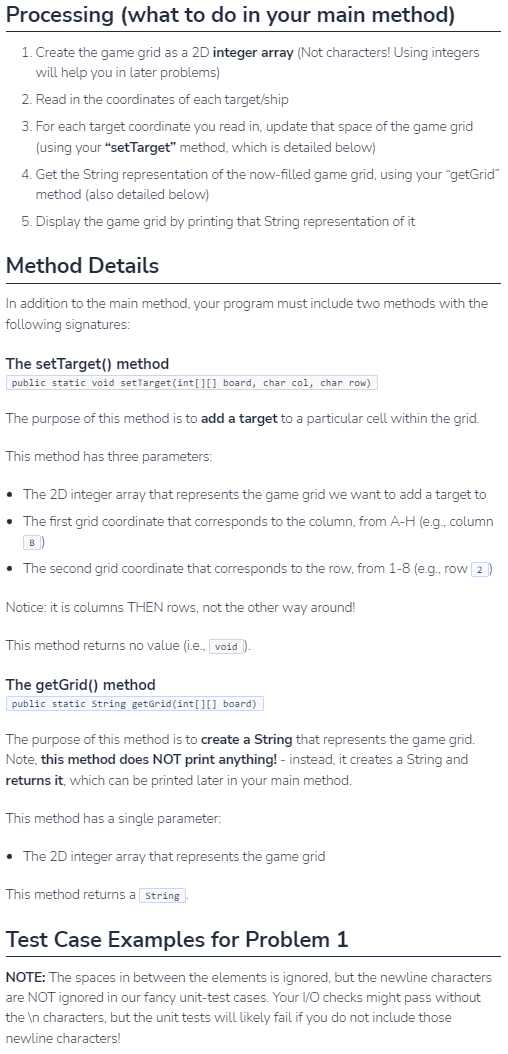 Processing (what to do in your main method)
1. Create the game grid as a 2D integer array (Not characters! Using integers
will help you in later problems)
2. Read in the coordinates of each target/ship
3. For each target coordinate you read in, update that space of the game grid
(using your “setTarget” method, which is detailed below)
4. Get the String representation of the now-filled game grid, using your “getGrid”
method (also detailed below)
5. Display the game grid by printing that String representation of it
Method Details
In addition to the main method, your program must include two methods with the
following signatures:
The setTarget() method
public static void setTarget(int[][] board, char col, char row)
The purpose of this method is to add a target to a particular cell within the grid.
This method has three parameters:
• The 2D integer array that represents the game grid we want to add a target to
• The first grid coordinate that corresponds to the column, from A-H (e.g., column
B )
• The second grid coordinate that corresponds to the row, from 1-8 (e.g., row 2 )
Notice: it is columns THEN rows, not the other way around!
This method returns no value (i.e., void ).
The getGrid() method
public static String getGrid(int[][] board)
The purpose of this method is to create a String that represents the game grid.
Note, this method does NOT print anything! - instead, it creates a String and
returns it, which can be printed later in your main method.
This method has a single parameter:
• The 2D integer array that represents the game grid
This method returns a String .
Test Case Examples for Problem 1
NOTE: The spaces in between the elements is ignored, but the newline characters
are NOT ignored in our fancy unit-test cases. Your I/O checks might pass without
the \n characters, but the unit tests will likely fail if you do not include those
newline characters!